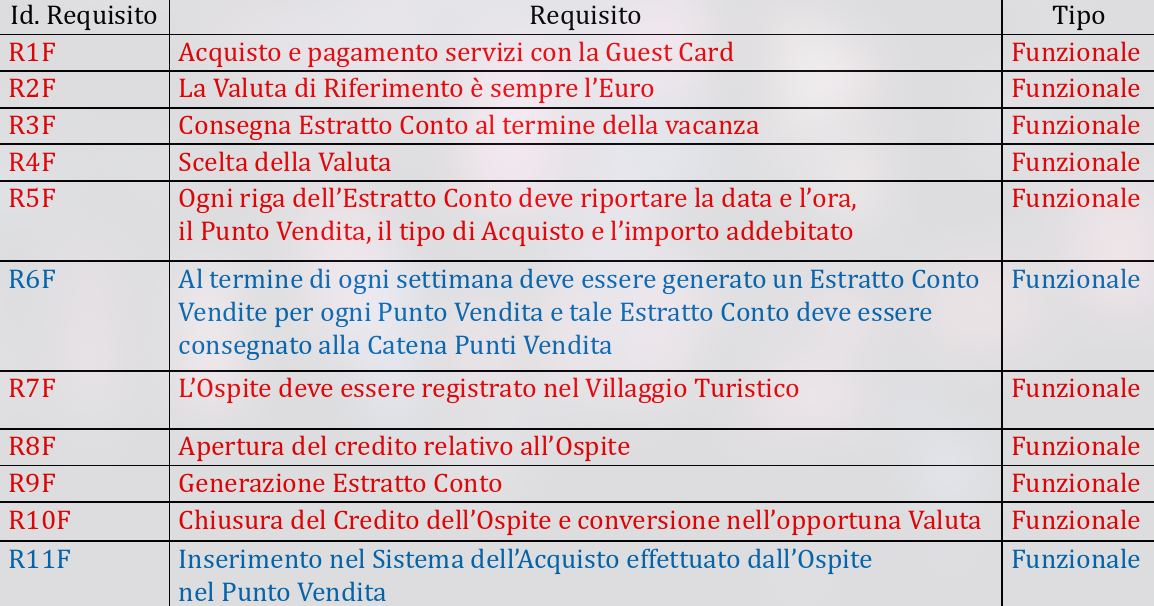 Id. Requisito Requisito Tipo
R1F Acquisto e pagamento servizi con la Guest Card Funzionale
R2F La Valuta di Riferimento è sempre l’Euro Funzionale
R3F Consegna Estratto Conto al termine della vacanza Funzionale
R4F Scelta della Valuta Funzionale
R5F Ogni riga dell’Estratto Conto deve riportare la data e l’ora, Funzionale
il Punto Vendita, il tipo di Acquisto e l’importo addebitato
R6F Al termine di ogni settimana deve essere generato un Estratto Conto Funzionale
Vendite per ogni Punto Vendita e tale Estratto Conto deve essere
consegnato alla Catena Punti Vendita
R7F L’Ospite deve essere registrato nel Villaggio Turistico Funzionale
R8F Apertura del credito relativo all’Ospite Funzionale
R9F Generazione Estratto Conto Funzionale
R10F Chiusura del Credito dell’Ospite e conversione nell’opportuna Valuta Funzionale
R11F Inserimento nel Sistema dell’Acquisto effettuato dall’Ospite Funzionale
nel Punto Vendita